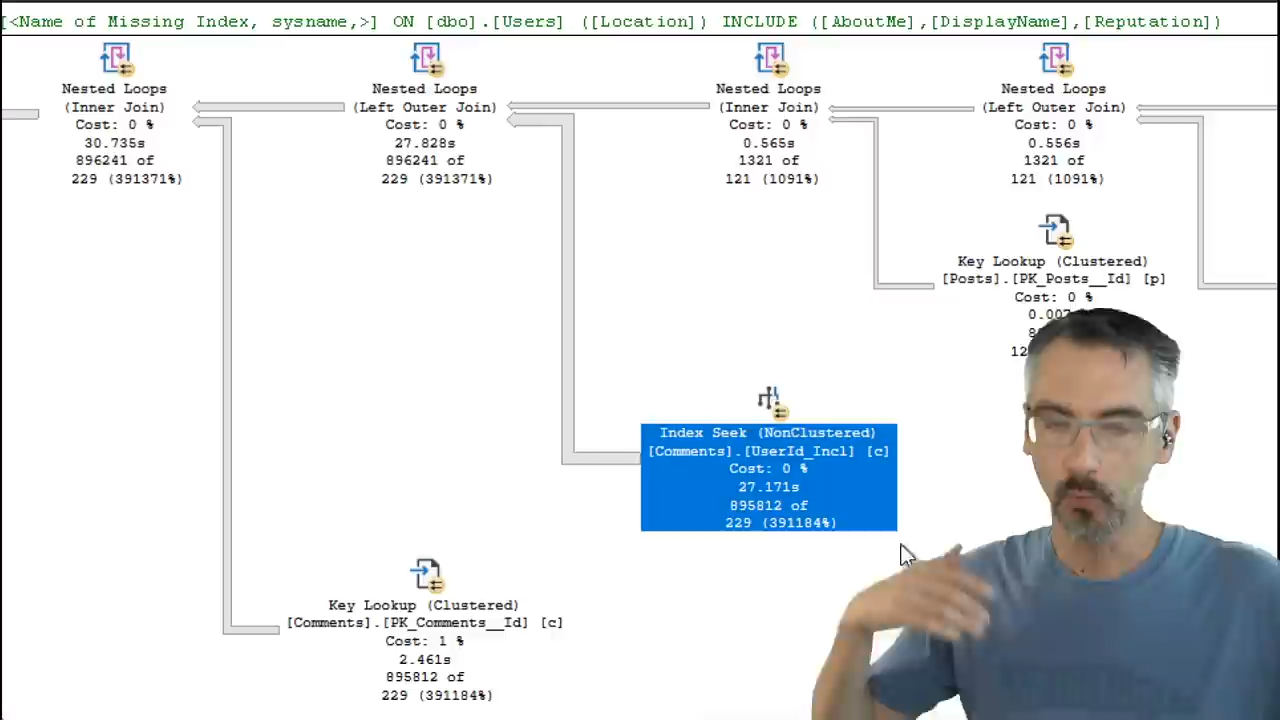 [<Name of Missing Index, sysname,>] ON [dbo].[Users] ([Location]) INCLUDE ([AboutMe],[DisplayName],[Reputation])
Nested Loops
(Inner Join)
Cost: 0 %
30.735s
896241 of
229 (391371%)
Nested Loops
(Left Outer Join)
Cost: 0 %
27.828s
896241 of
229 (391371%)
Nested Loops
(Inner Join)
Cost: 0 %
0.565s
1321 of
121 (1091%)
Nested Loops
(Left Outer Join)
Cost: 0 %
0.556s
1321 of
121 (1091%)
Key Lookup (Clustered)
[Posts].[PK_Posts__Id] [p]
Cost: 0 %
Index Seek (NonClustered)
[Comments].[UserId_Incl] [c]
Cost: 0 %
27.171s
895812 of
229 (391184%)
Key Lookup (Clustered)
[Comments].[PK_Comments__Id] [c]
Cost: 1 %
2.461s
895812 of
229 (391184%)